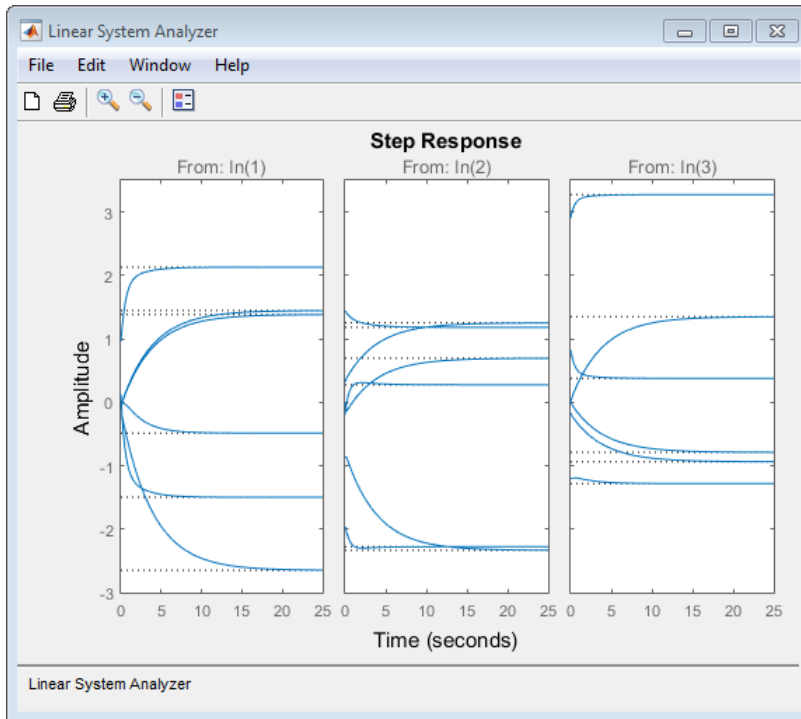 Linear System Analyzer
File Edit Window Help
Step Response
From: In(1) From: In(2) From: In(3)
Amplitude
3
2
1
0
-1
-2
-3
0 5 10 15 20 25 0 5 10 15 20 25 0 5 10 15 20 25
Time (seconds)
Linear System Analyzer